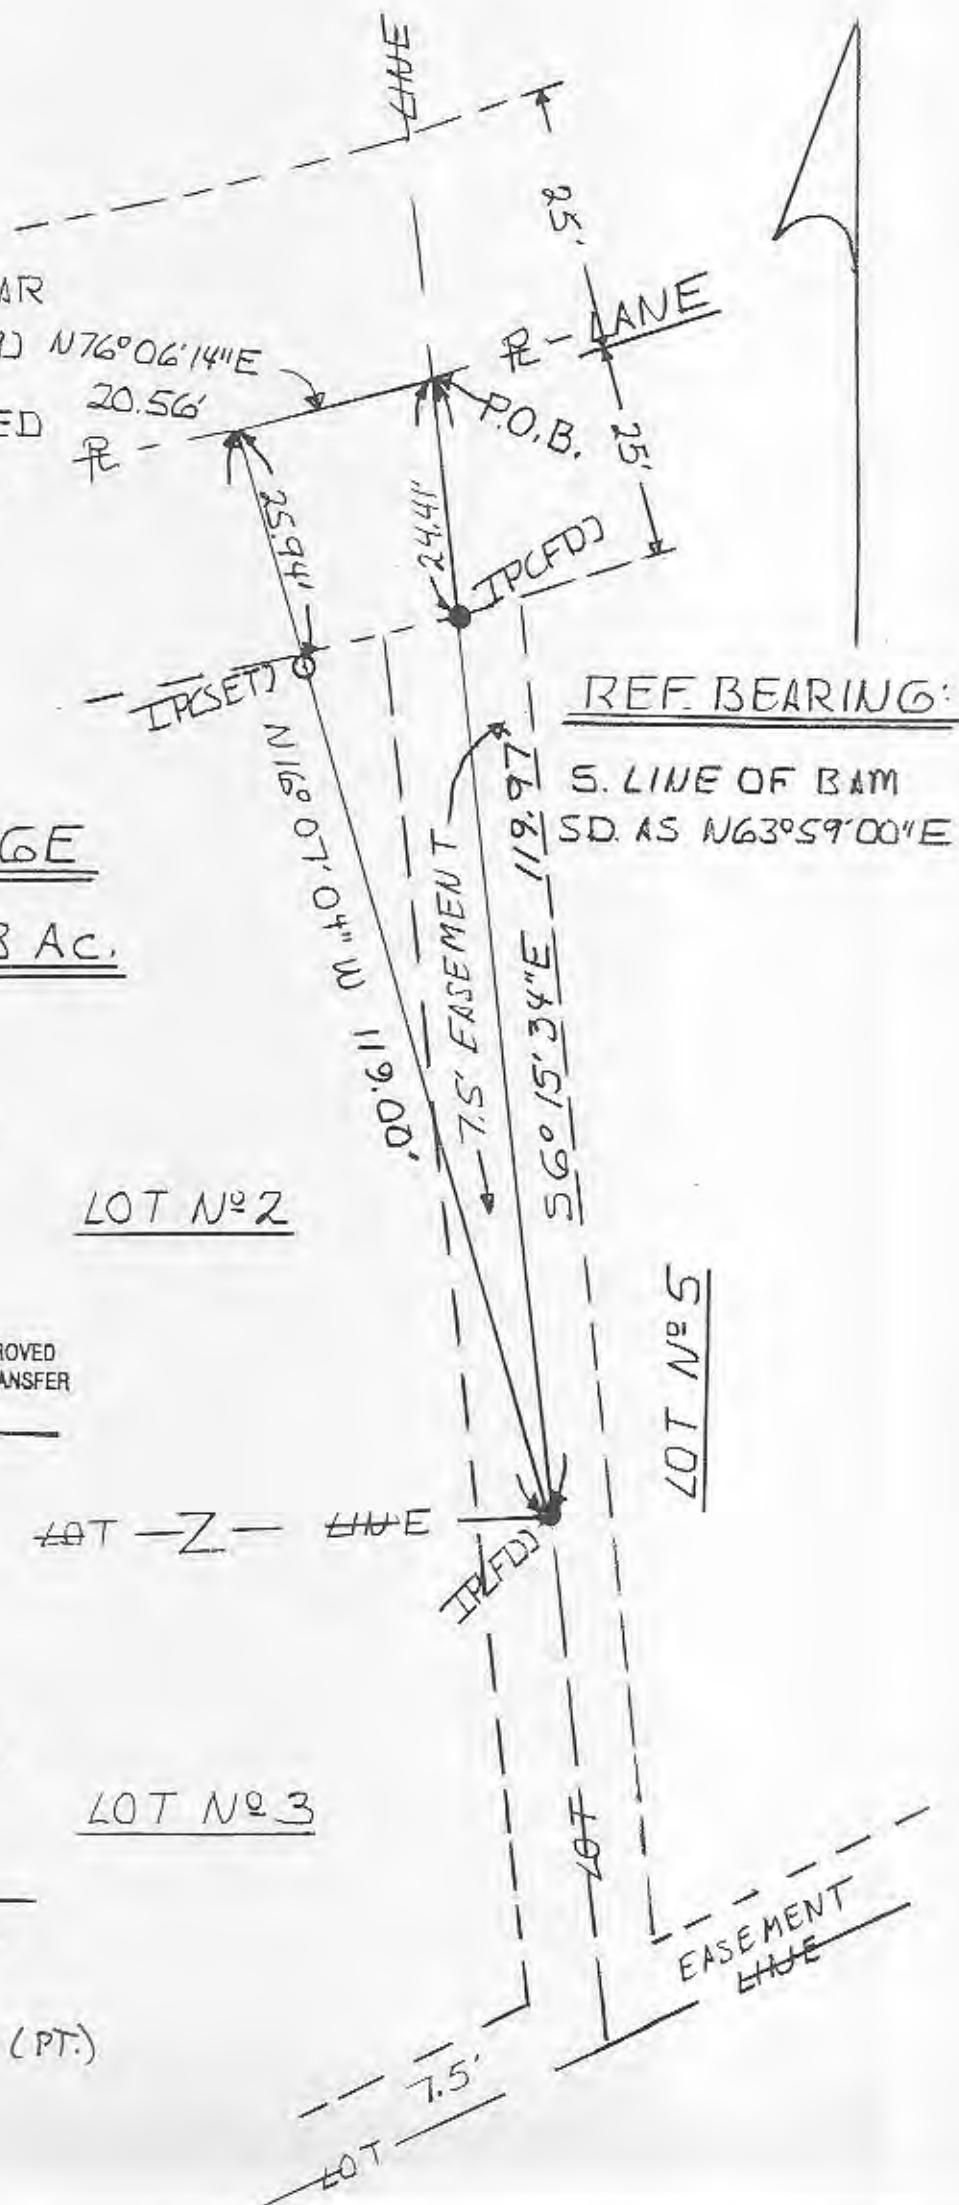 LINE
25'
AR
N76°06'14"E
20.56'
ED
PL
PL
LANE
P.O.B.
25'
25.94'
24.41'
IP(FD)
IP(SET)
REF. BEARING:
S. LINE OF BAM
SD. AS N63°59'00"E
GE
AC.
N16°07'04"W 119.00'
7.5' EASEMENT
S6°15'34"E 119.67
LOT Nº 2
ROVED
ANSFER
LOT Nº 5
LOT —Z— LINE
IP(FD)
LOT Nº 3
LOT
EASEMENT
LINE
(PT.)
7.5'
LOT